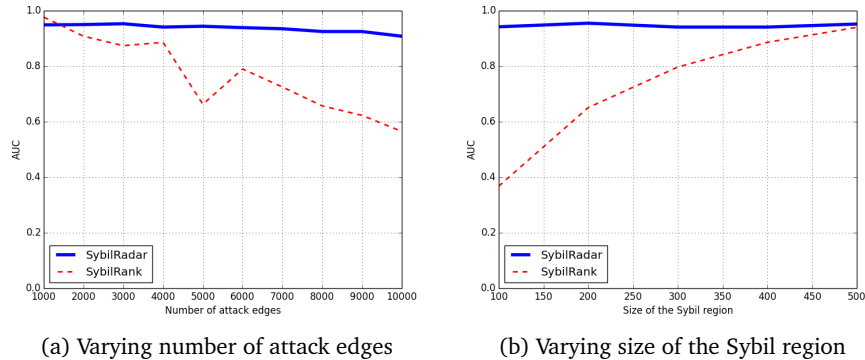 1.0
0.8
0.6
0.4
0.2
0.0
AUC
SybilRadar
SybilRank
1000 2000 3000 4000 5000 6000 7000 8000 9000 10000
Number of attack edges
(a) Varying number of attack edges
1.0
0.8
0.6
0.4
0.2
0.0
AUC
SybilRadar
SybilRank
100 150 200 250 300 350 400 450 500
Size of the Sybil region
(b) Varying size of the Sybil region